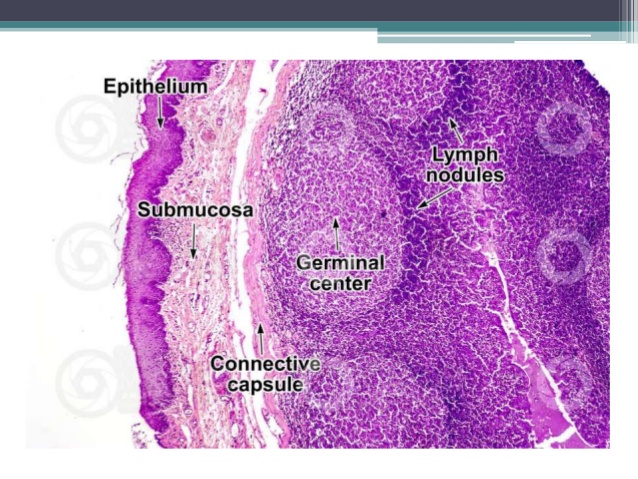 Epithelium
Lymph
nodules
Submucosa
Germinal
center
Connective
capsule